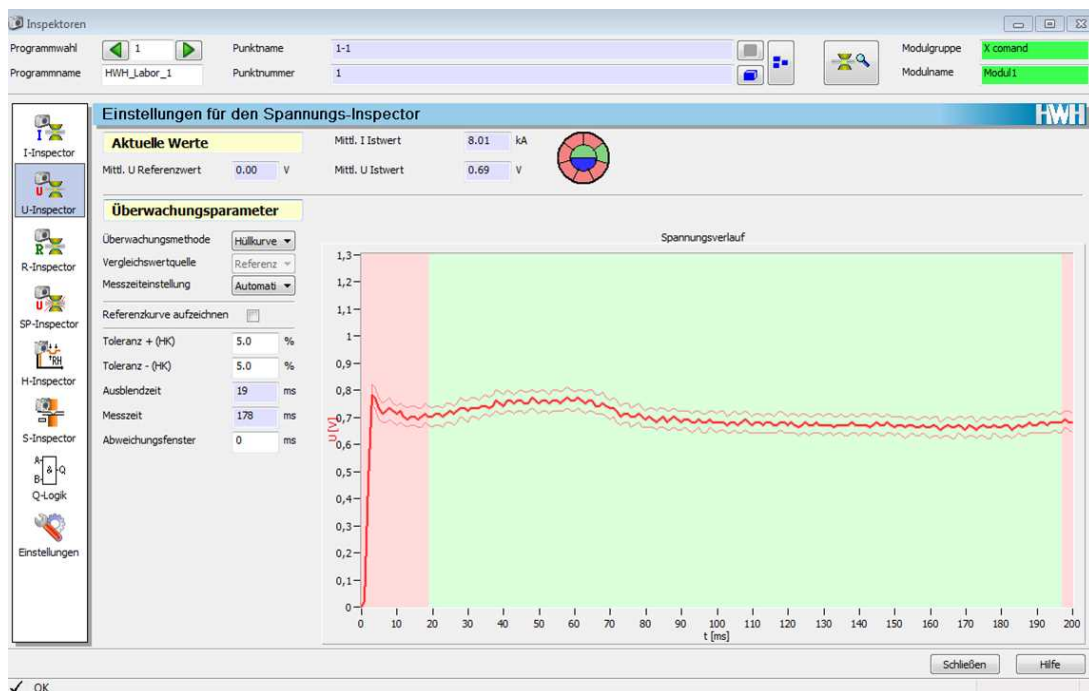 Inspektoren
Programmwahl 1 Punktname 1-1 Modulgruppe X comand
Programmname HWH_Labor_1 Punktnummer 1 Modulname Modul1
Einstellungen für den Spannungs-Inspector HWH
I
I-Inspector
U
U-Inspector
R
R-Inspector
U
SP-Inspector
RH
H-Inspector
S-Inspector
A
& Q
B
Q-Logik
Einstellungen
Aktuelle Werte Mittl. I Istwert 8.01 kA
Mittl. U Referenzwert 0.00 V Mittl. U Istwert 0.69 V
Überwachungsparameter
Überwachungsmethode Hüllkurve
Vergleichswertquelle Referenz
Messzeiteinstellung Automati
Referenzkurve aufzeichnen
Toleranz + (HK) 5.0 %
Toleranz - (HK) 5.0 %
Ausblendzeit 19 ms
Messzeit 178 ms
Abweichungsfenster 0 ms
Spannungsverlauf
1,3
1,2
1,1
1
0,9
0,8
0,7
0,6
0,5
0,4
0,3
0,2
0,1
0
U [V]
0 10 20 30 40 50 60 70 80 90 100 110 120 130 140 150 160 170 180 190 200
t [ms]
Schließen Hilfe
OK